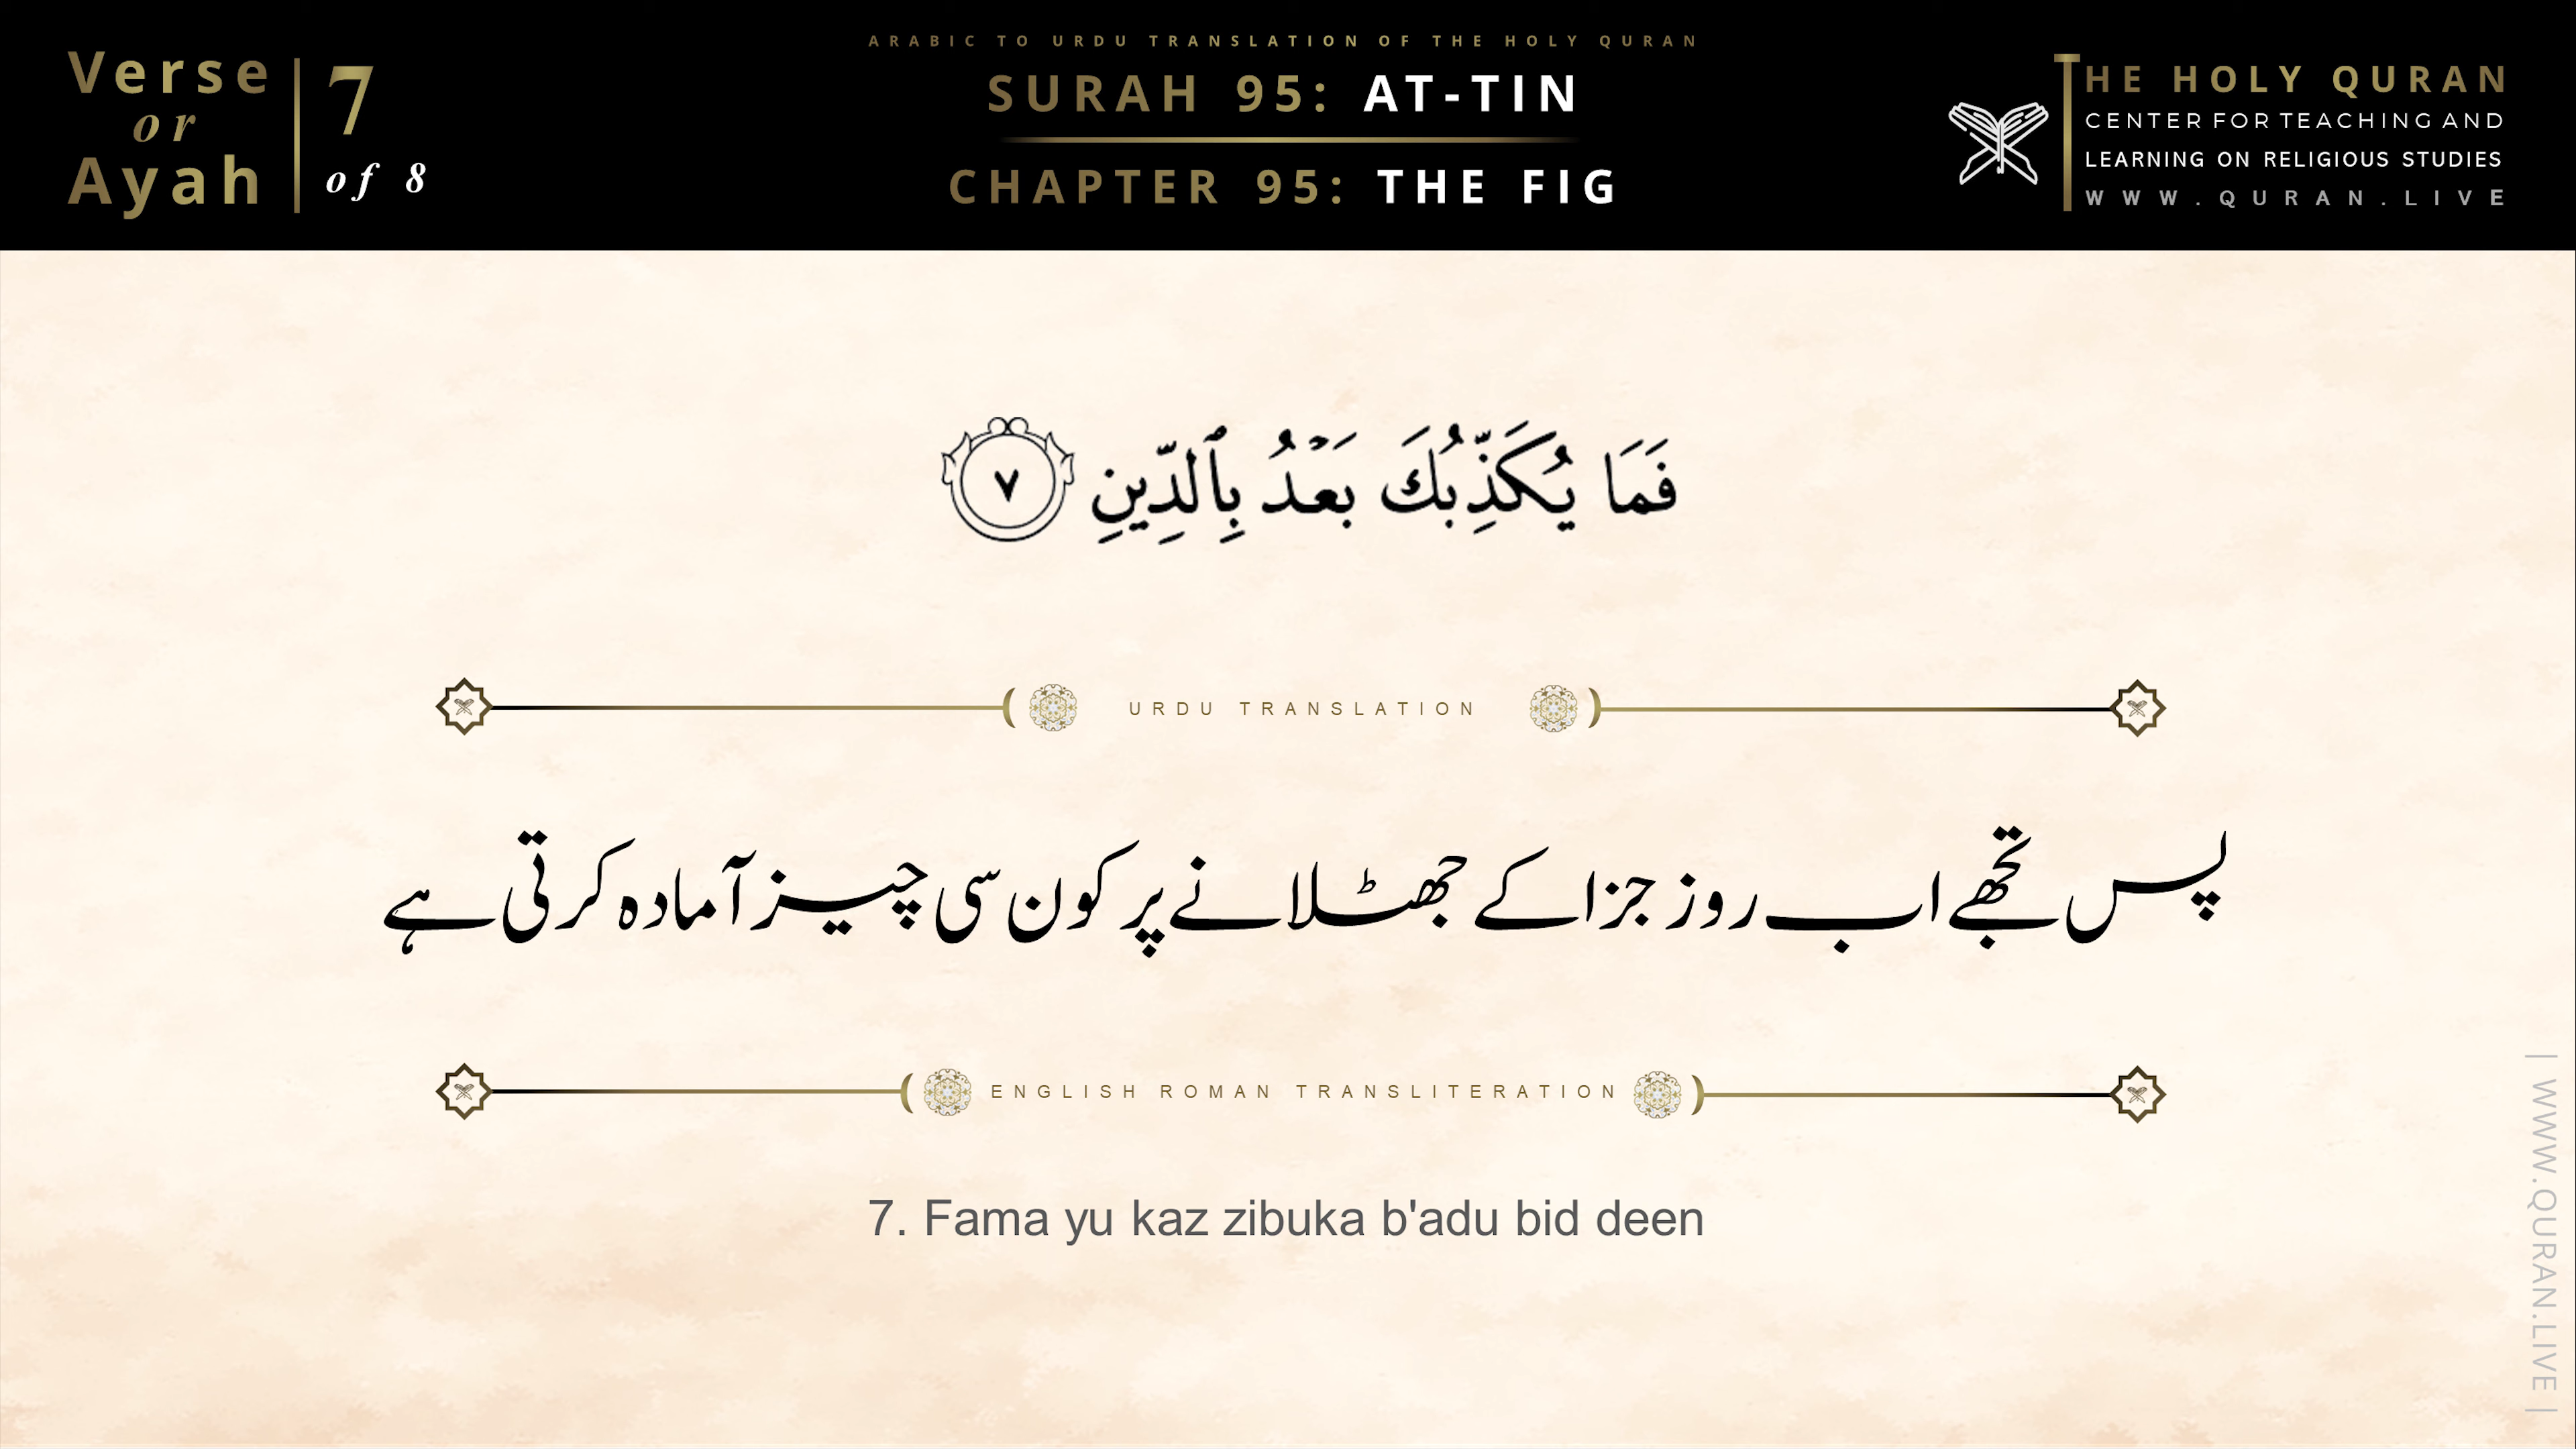 Verse
or
Ayah
7
of 8
ARABIC TO URDU TRANSLATION OF THE HOLY QURAN
SURAH 95: AT-TIN
CHAPTER 95: THE FIG
THE HOLY QURAN
CENTER FOR TEACHING AND
LEARNING ON RELIGIOUS STUDIES
WWW.QURAN.LIVE
فَمَا يُكَذِّبُكَ بَعْدُ بِٱلدِّينِ ٧
URDU TRANSLATION
پس تجھے اب روز جزا کے جھٹلانے پر کون سی چیز آمادہ کرتی ہے
ENGLISH ROMAN TRANSLITERATION
7. Fama yu kaz zibuka b'adu bid deen
| WWW.QURAN.LIVE |